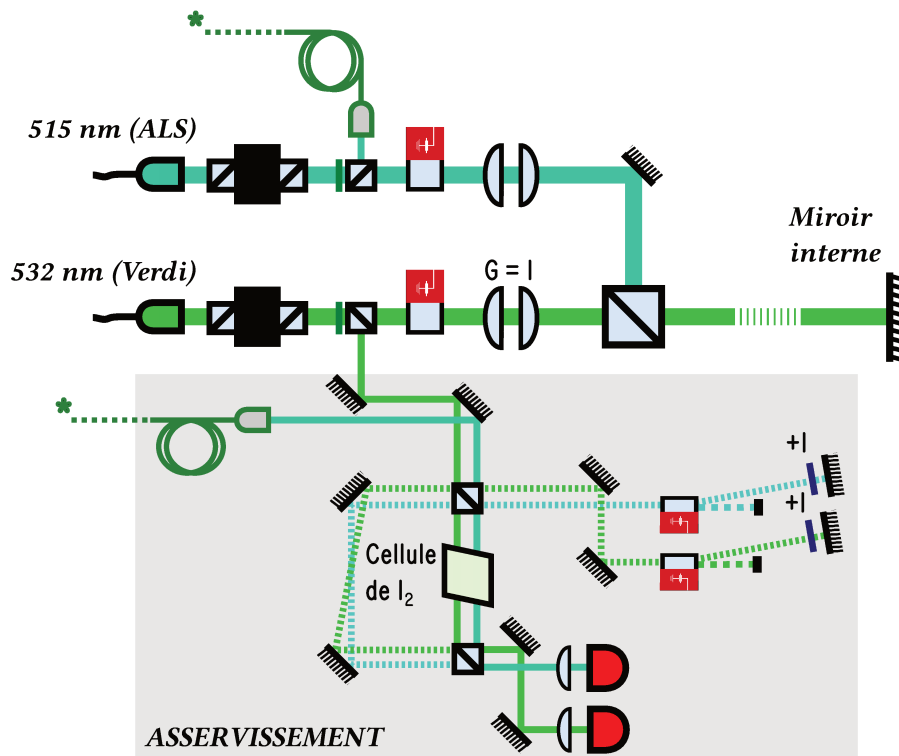 *
515 nm (ALS)
532 nm (Verdi)
G = 1
Miroir
interne
*
+1
+1
Cellule
de I₂
ASSERVISSEMENT